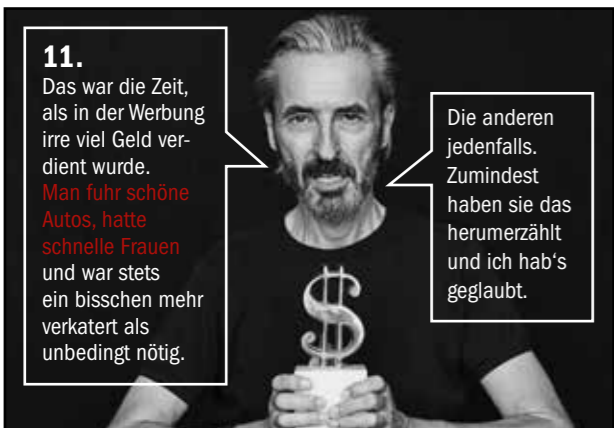 11.
Das war die Zeit,
als in der Werbung
irre viel Geld ver-
dient wurde.
Man fuhr schöne
Autos, hatte
schnelle Frauen
und war stets
ein bisschen mehr
verkatert als
unbedingt nötig.
Die anderen
jedenfalls.
Zumindest
haben sie das
herumerzählt
und ich hab‘s
geglaubt.
$